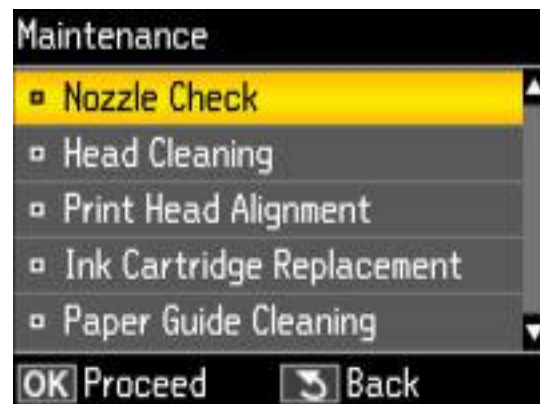 Maintenance
Nozzle Check
Head Cleaning
Print Head Alignment
Ink Cartridge Replacement
Paper Guide Cleaning
OK Proceed Back